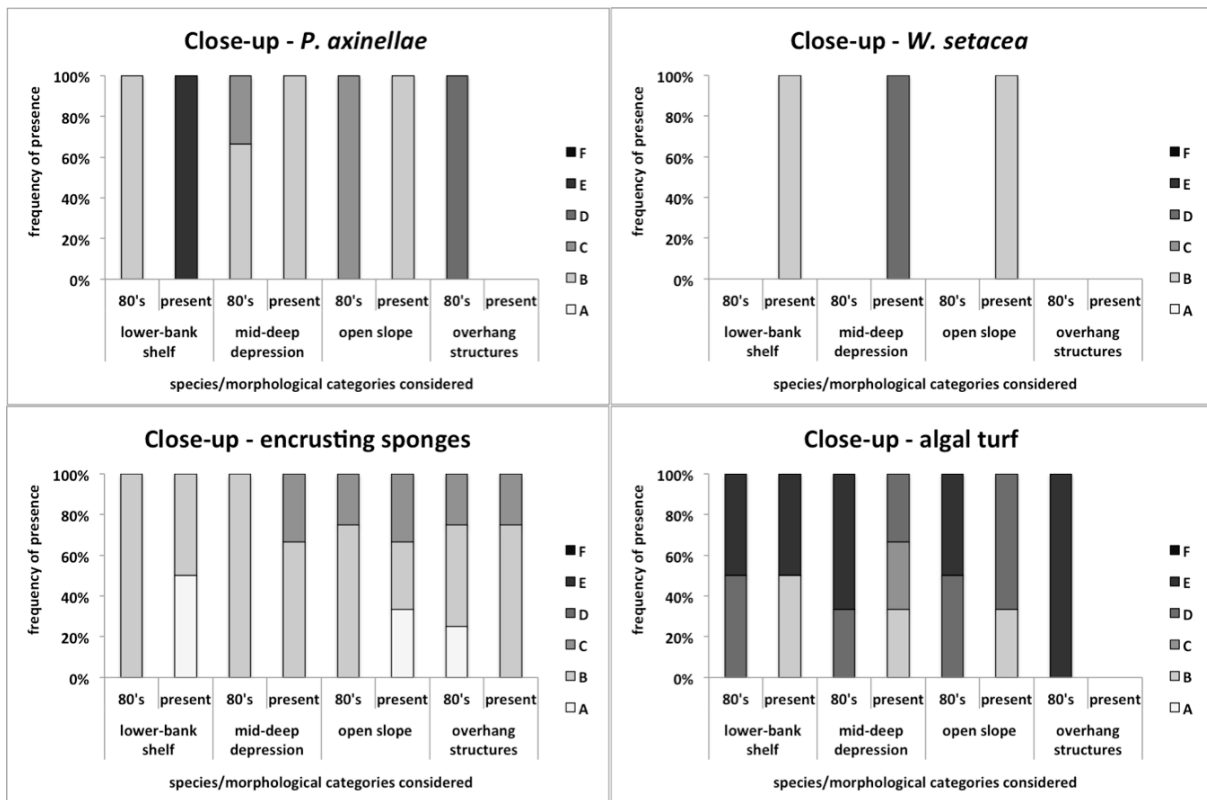 Close-up - P. axinellae
frequency of presence
100%
80%
60%
40%
20%
0%
80's present 80's present 80's present 80's present
lower-bank shelf
mid-deep depression
open slope
overhang structures
species/morphological categories considered
F
E
D
C
B
A
Close-up - W. setacea
frequency of presence
100%
80%
60%
40%
20%
0%
80's present 80's present 80's present 80's present
lower-bank shelf
mid-deep depression
open slope
overhang structures
species/morphological categories considered
F
E
D
C
B
A
Close-up - encrusting sponges
frequency of presence
100%
80%
60%
40%
20%
0%
80's present 80's present 80's present 80's present
lower-bank shelf
mid-deep depression
open slope
overhang structures
species/morphological categories considered
F
E
D
C
B
A
Close-up - algal turf
frequency of presence
100%
80%
60%
40%
20%
0%
80's present 80's present 80's present 80's present
lower-bank shelf
mid-deep depression
open slope
overhang structures
species/morphological categories considered
F
E
D
C
B
A